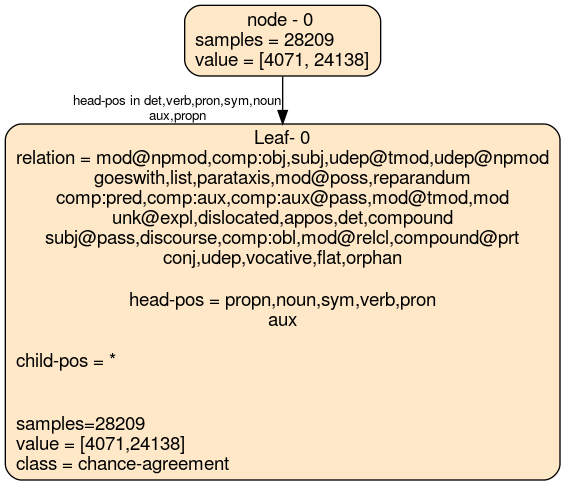 node - 0
samples = 28209
value = [4071, 24138]
head-pos in det,verb,pron,sym,noun
aux,propn
Leaf- 0
relation = mod@npmod,comp:obj,subj,udep@tmod,udep@npmod
goeswith,list,parataxis,mod@poss,reparandum
comp:pred,comp:aux,comp:aux@pass,mod@tmod,mod
unk@expl,dislocated,appos,det,compound
subj@pass,discourse,comp:obl,mod@relcl,compound@prt
conj,udep,vocative,flat,orphan
head-pos = propn,noun,sym,verb,pron
aux
child-pos = *
samples=28209
value = [4071,24138]
class = chance-agreement